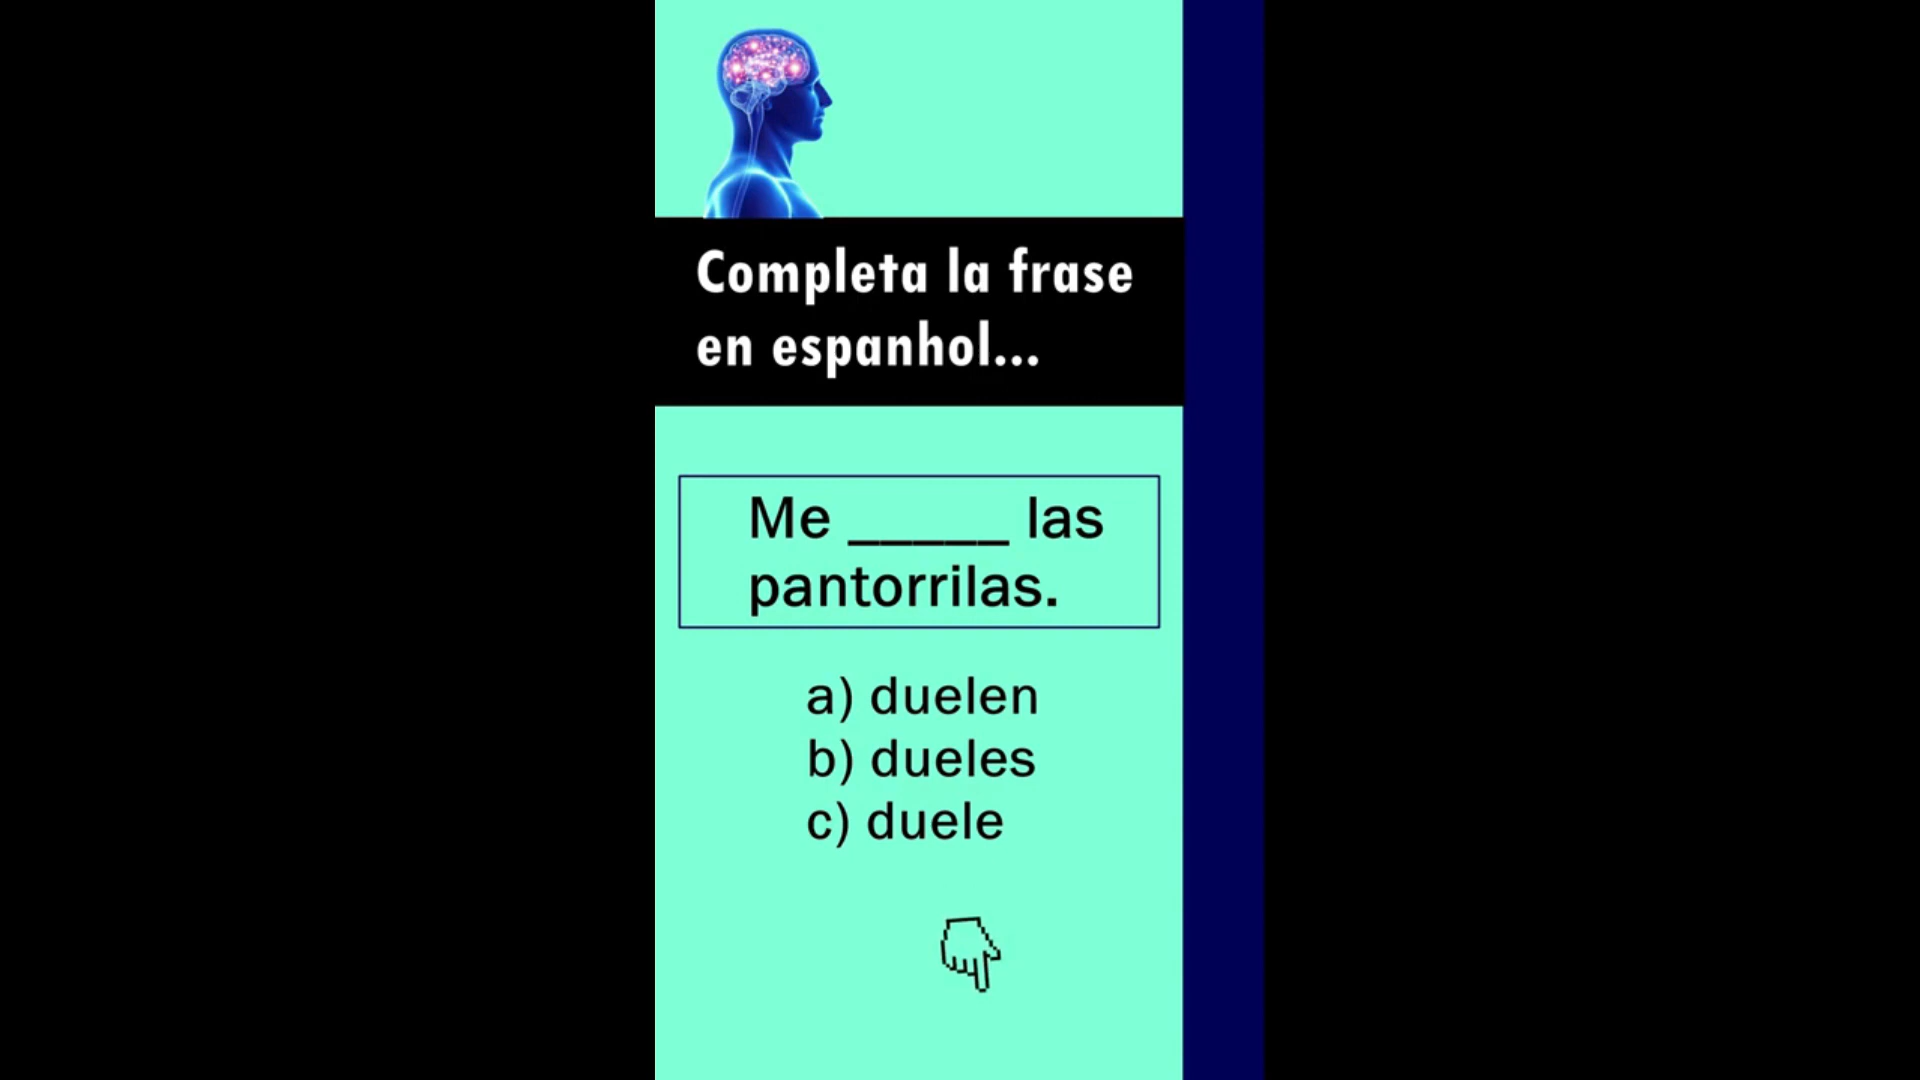 Completa la frase
en espanhol...
Me _____ las
pantorrilas.
a) duelen
b) dueles
c) duele